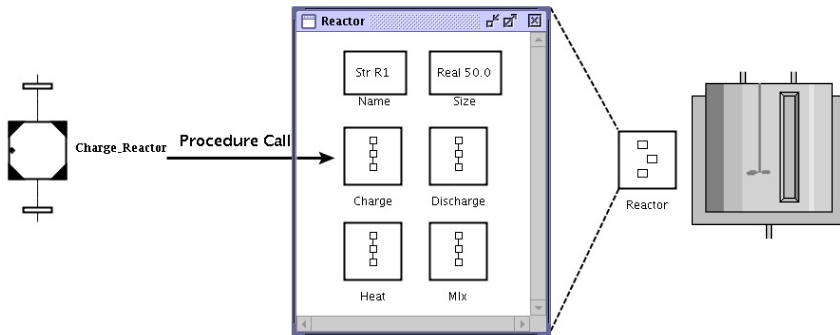 Reactor
Str R1
Real 50.0
Name
Size
Charge_Reactor
Procedure Call
Charge
Discharge
Reactor
Heat
MIx